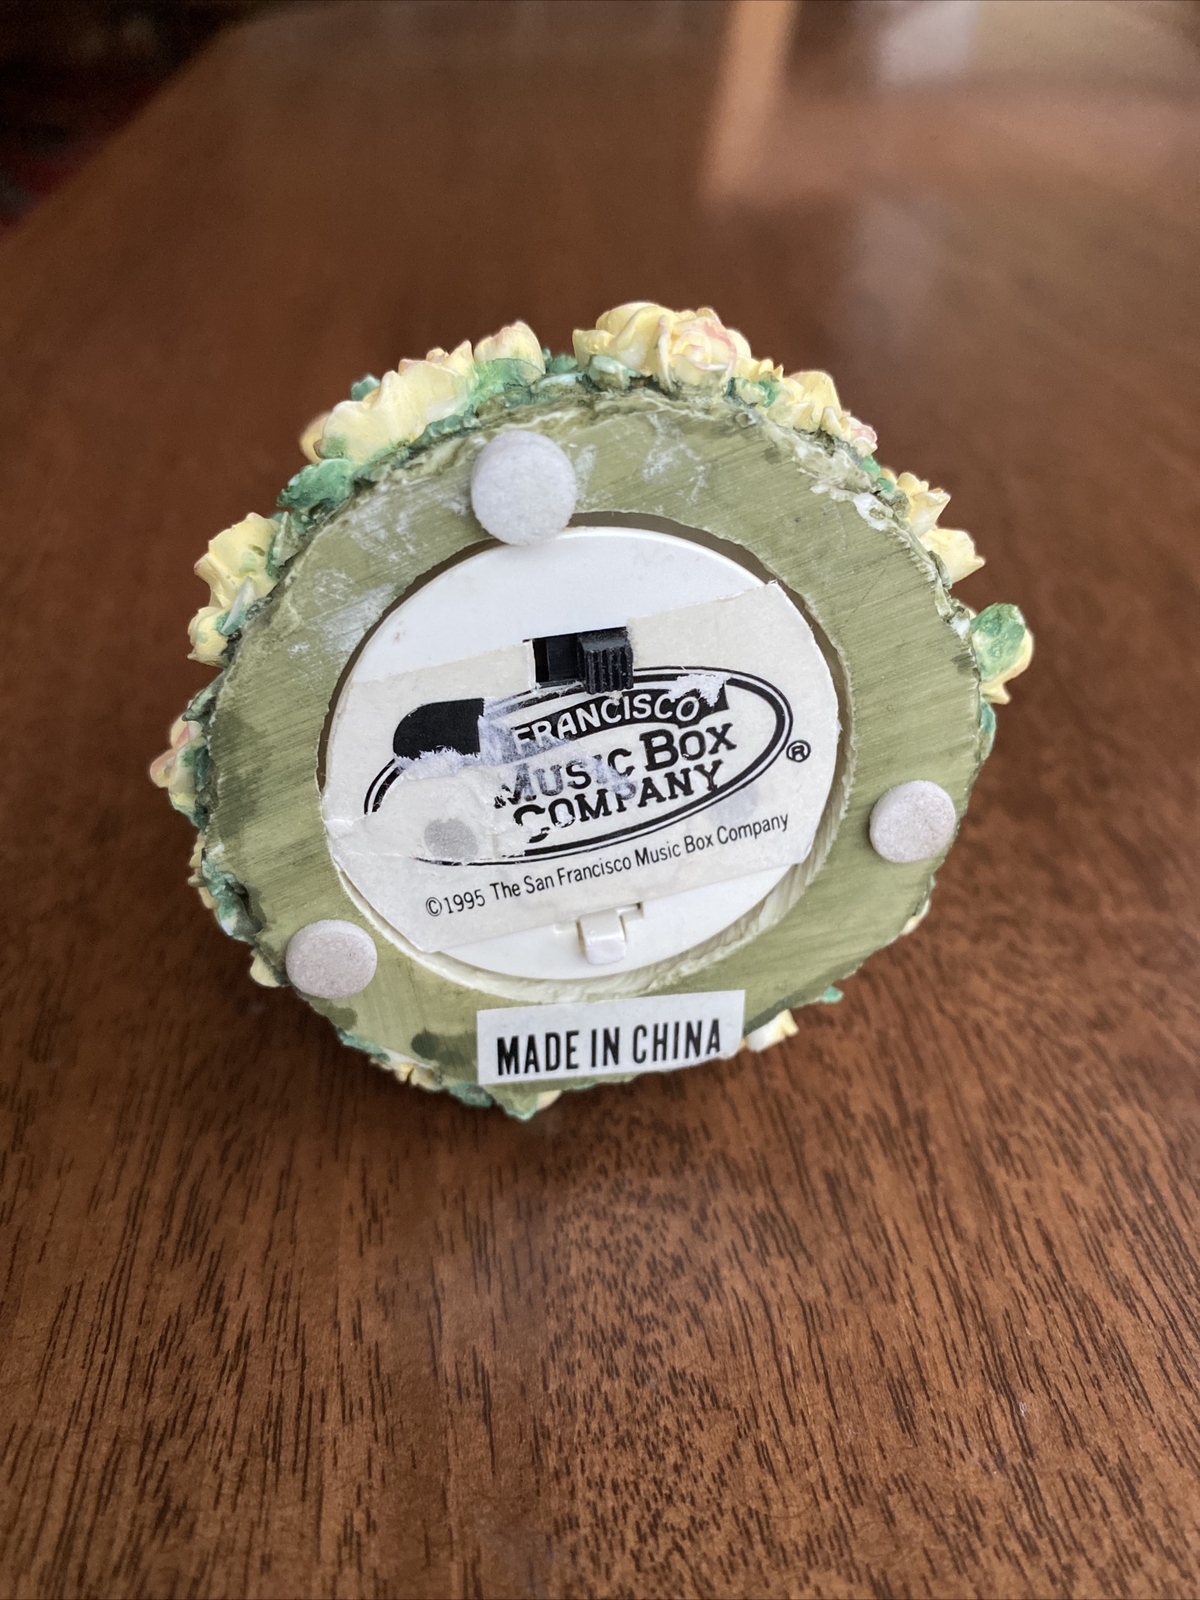 FRANCISCO
MUSIC BOX
COMPANY
®
©1995 The San Francisco Music Box Company
MADE IN CHINA